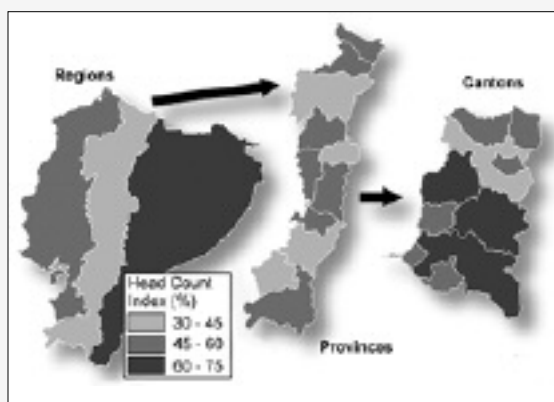 Regions
Cantons
Head Count
Index (%)
30 - 45
45 - 60
60 - 75
Provinces